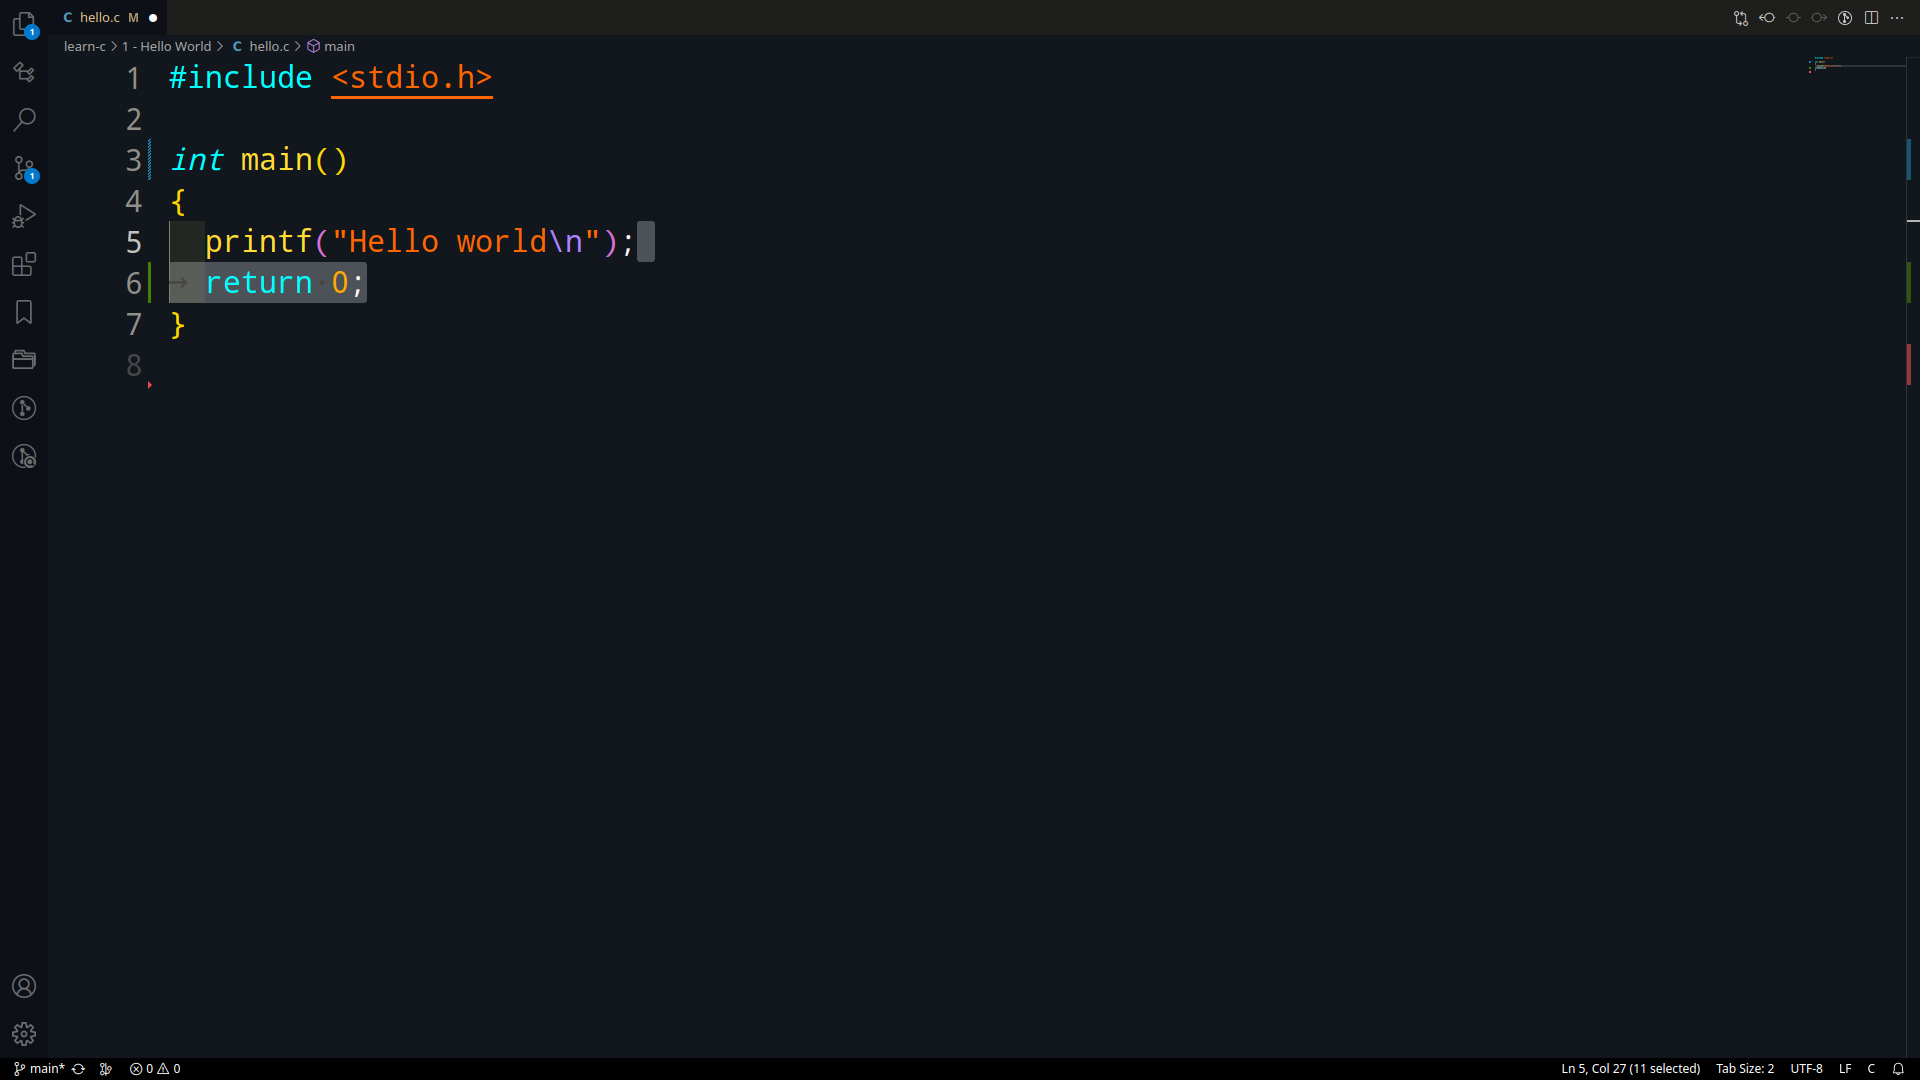 C hello.c M
learn-c > 1 - Hello World > C hello.c > main
1 #include <stdio.h>
2
3 int main()
4 {
5 printf("Hello world\n");
6 return 0;
7 }
8
1
1
main* 0 0 Ln 5, Col 27 (11 selected) Tab Size: 2 UTF-8 LF C